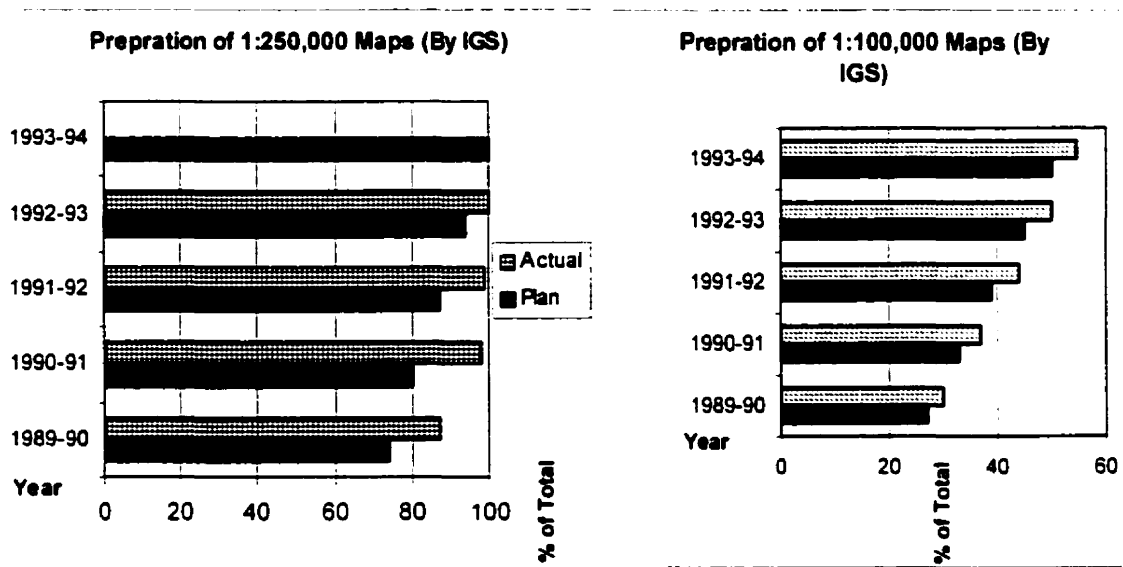 Prepration of 1:250,000 Maps (By IGS)
1993-94
1992-93
1991-92
1990-91
1989-90
Year
0 20 40 60 80 100
% of Total
Actual
Plan
Prepration of 1:100,000 Maps (By
IGS)
1993-94
1992-93
1991-92
1990-91
1989-90
Year
0 20 40 60
% of Total